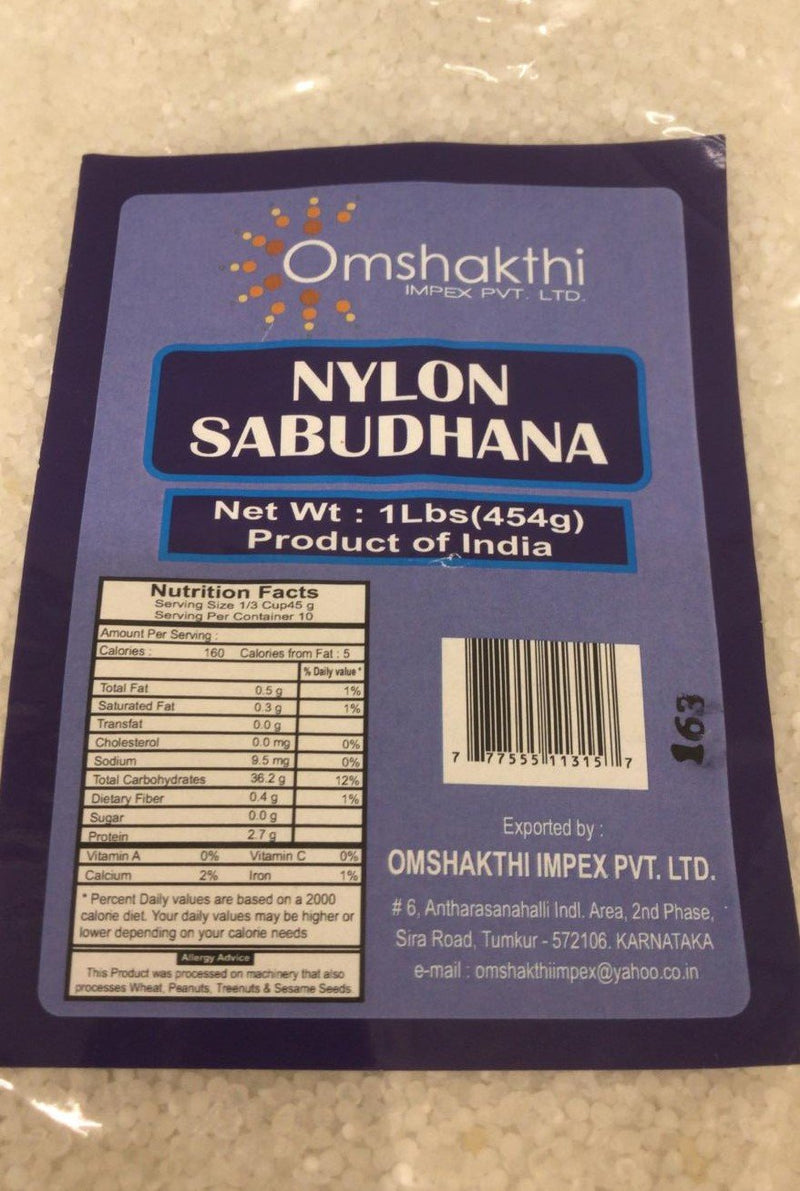 Omshakthi
IMPEX PVT. LTD.
NYLON
SABUDHANA
Net Wt : 1Lbs(454g)
Product of India
Nutrition Facts
Serving Size 1/3 Cup45 g
Serving Per Container 10
Amount Per Serving :
Calories : 160 Calories from Fat : 5
% Daily value *
Total Fat 0.5 g 1%
Saturated Fat 0.3 g 1%
Transfat 0.0 g
Cholesterol 0.0 mg 0%
Sodium 9.5 mg 0%
Total Carbohydrates 36.2 g 12%
Dietary Fiber 0.4 g 1%
Sugar 0.0 g
Protein 2.7 g
Vitamin A 0% Vitamin C 0%
Calcium 2% Iron 1%
* Percent Daily values are based on a 2000
calorie diet. Your daily values may be higher or
lower depending on your calorie needs
Allergy Advice
This Product was processed on machinery that also
processes Wheat, Peanuts, Treenuts & Sesame Seeds.
7 77555 11315 7
163
Exported by :
OMSHAKTHI IMPEX PVT. LTD.
# 6, Antharasanahalli Indl. Area, 2nd Phase,
Sira Road, Tumkur - 572106. KARNATAKA
e-mail : omshakthiimpex@yahoo.co.in